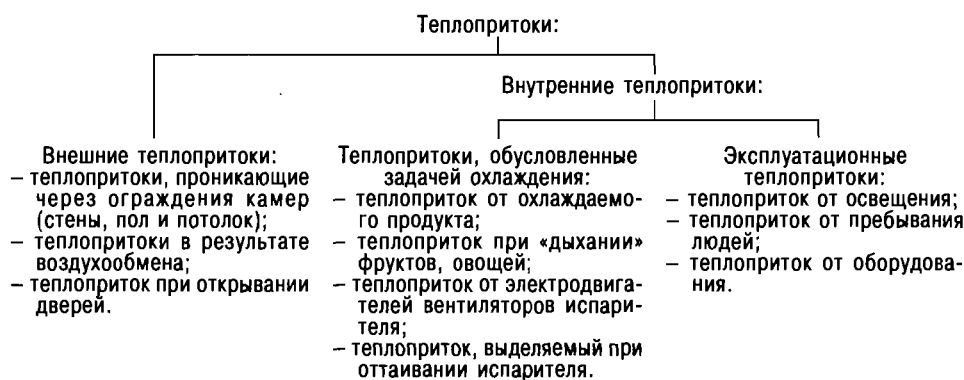 Теплопритоки:
Внутренние теплопритоки:
Внешние теплопритоки:
– теплопритоки, проникающие
через ограждения камер
(стены, пол и потолок);
– теплопритоки в результате
воздухообмена;
– теплоприток при открывании
дверей.
Теплопритоки, обусловленные
задачей охлаждения:
– теплоприток от охлаждаемо-
го продукта;
– теплоприток при «дыхании»
фруктов, овощей;
– теплоприток от электродвига-
телей вентиляторов испари-
теля;
– теплоприток, выделяемый при
оттаивании испарителя.
Эксплуатационные
теплопритоки:
– теплоприток от освещения;
– теплоприток от пребывания
людей;
– теплоприток от оборудова-
ния.